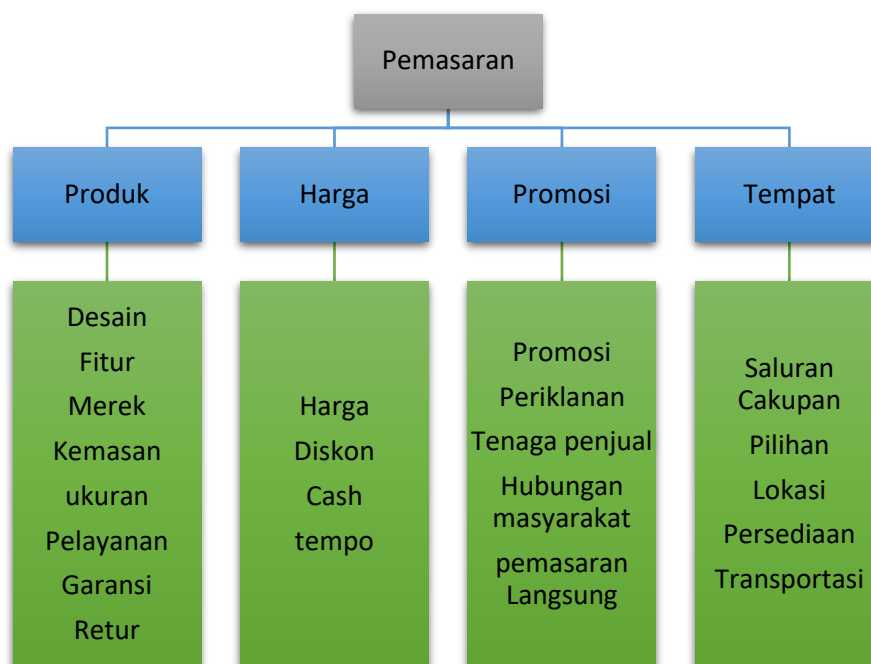 Pemasaran
Produk
Harga
Promosi
Tempat
Desain
Fitur
Merek
Kemasan
ukuran
Pelayanan
Garansi
Retur
Harga
Diskon
Cash
tempo
Promosi
Periklanan
Tenaga penjual
Hubungan
masyarakat
pemasaran
Langsung
Saluran
Cakupan
Pilihan
Lokasi
Persediaan
Transportasi